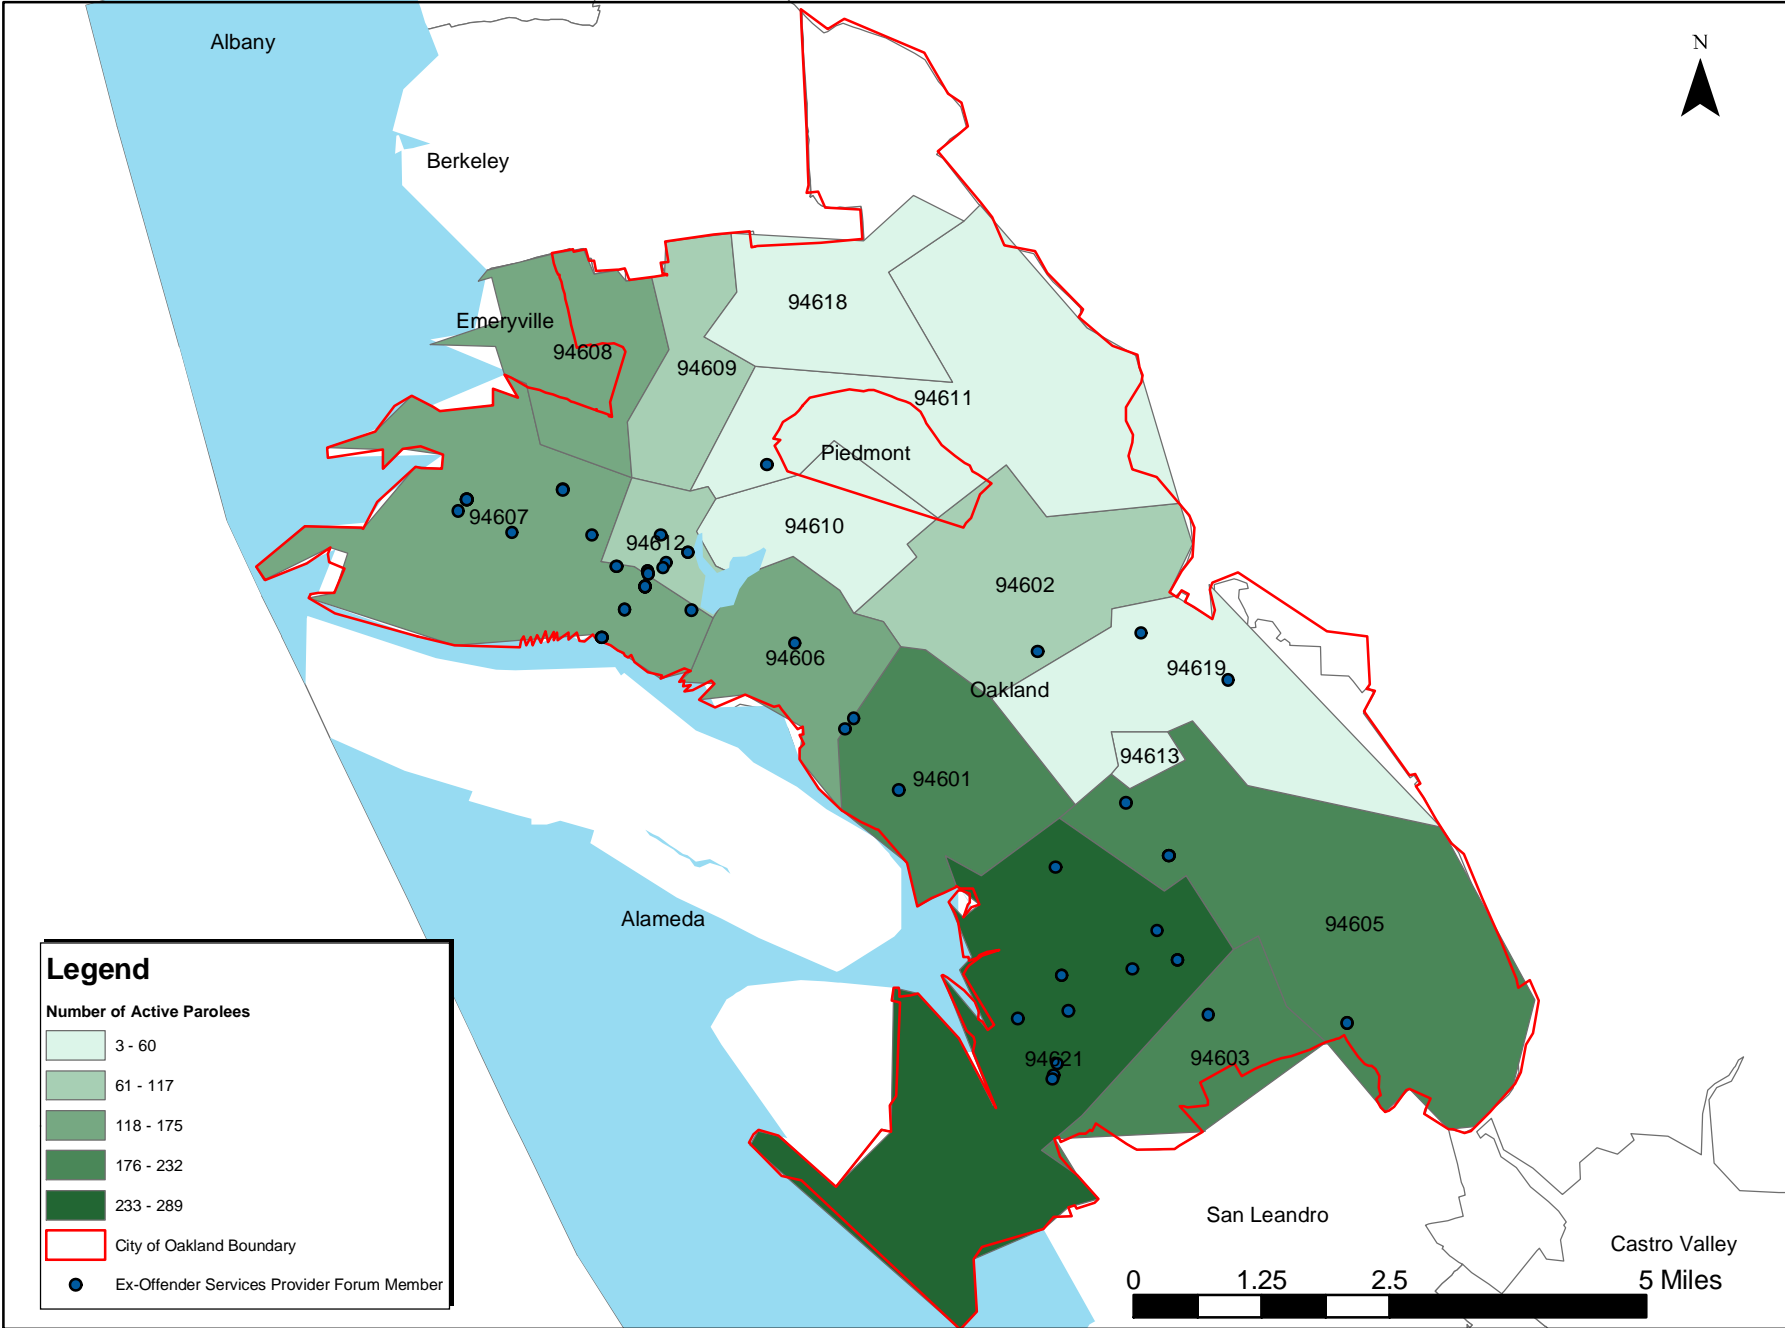 Albany
N
Berkeley
94618
Emeryville
94608
94609
94611
Piedmont
94607
94610
94612
94602
94606
94619
Oakland
94613
94601
Alameda
94605
94621
94603
San Leandro
Castro Valley
0 1.25 2.5 5 Miles
Legend
Number of Active Parolees
3 - 60
61 - 117
118 - 175
176 - 232
233 - 289
City of Oakland Boundary
Ex-Offender Services Provider Forum Member